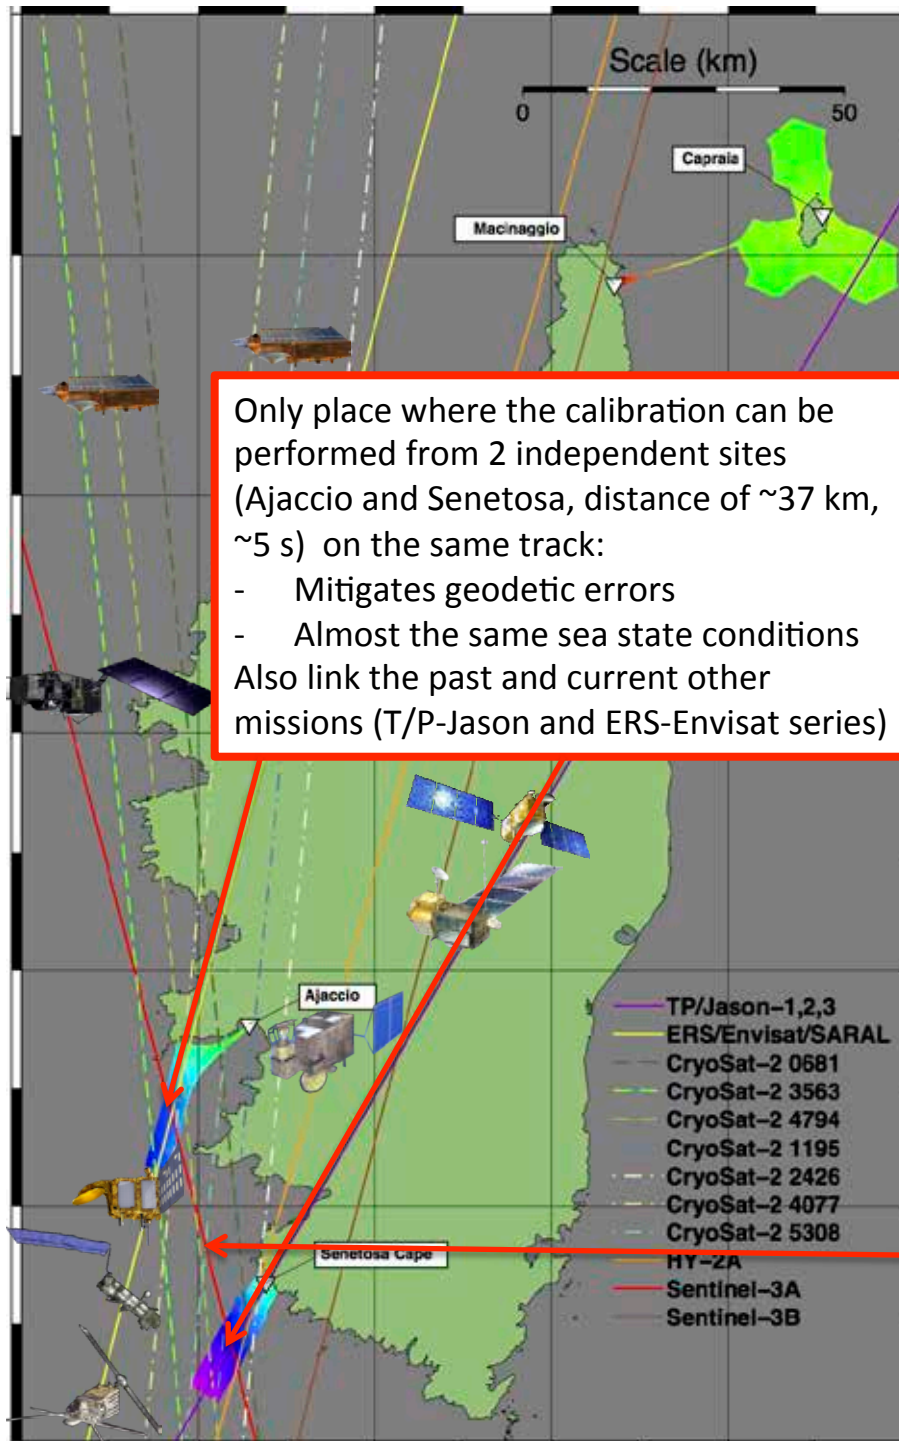 Scale (km)
0 50
Capraia
Macinaggio
Only place where the calibration can be
performed from 2 independent sites
(Ajaccio and Senetosa, distance of ~37 km,
~5 s) on the same track:
- Mitigates geodetic errors
- Almost the same sea state conditions
Also link the past and current other
missions (T/P-Jason and ERS-Envisat series)
Ajaccio
TP/Jason-1,2,3
ERS/Envisat/SARAL
CryoSat-2 0681
CryoSat-2 3563
CryoSat-2 4794
CryoSat-2 1195
CryoSat-2 2426
CryoSat-2 4077
CryoSat-2 5308
Senetosa Cape
HY-2A
Sentinel-3A
Sentinel-3B